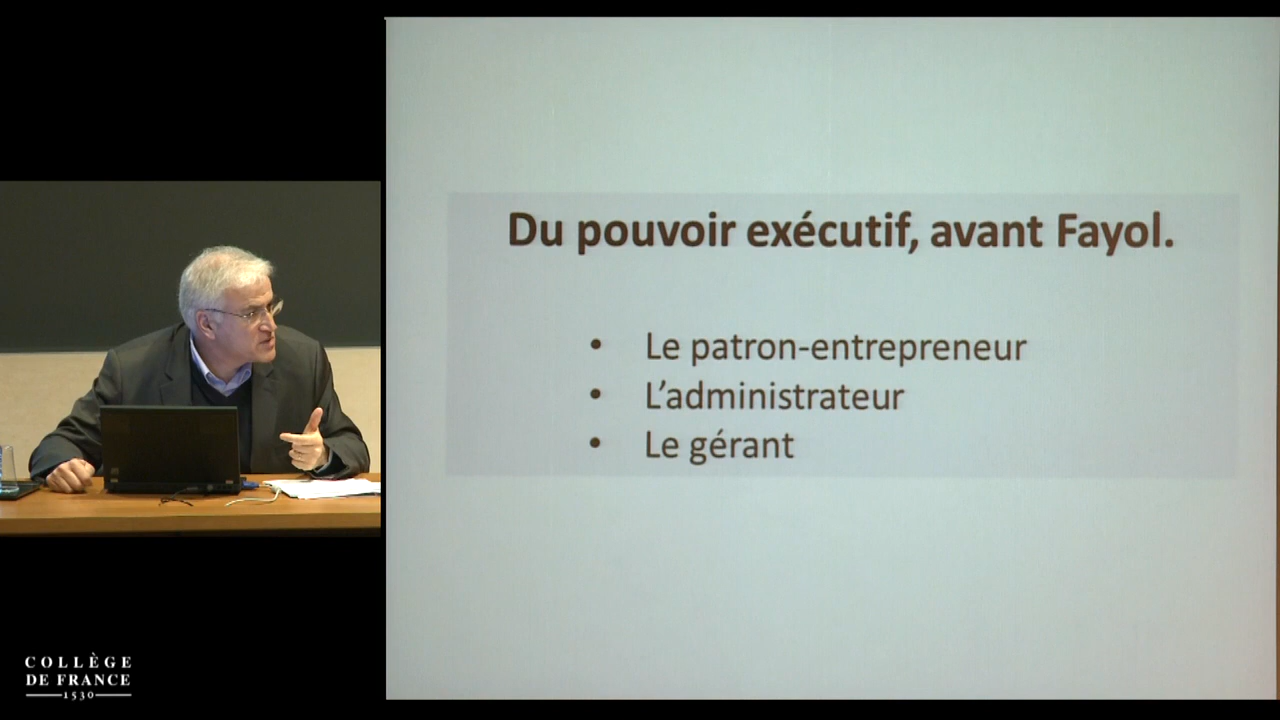 Du pouvoir exécutif, avant Fayol.
• Le patron-entrepreneur
• L’administrateur
• Le gérant
COLLÈGE
DE FRANCE
1530